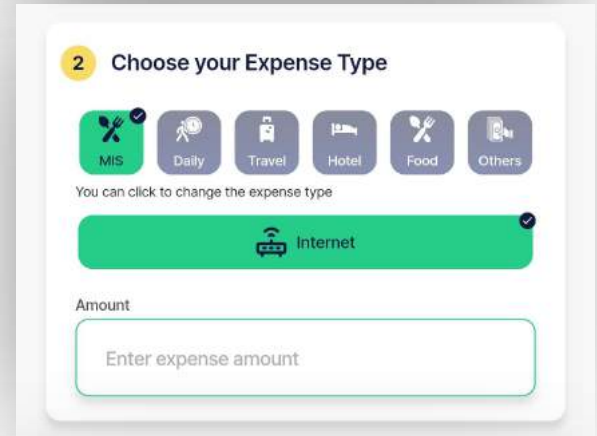 2 Choose your Expense Type
MIS Daily Travel Hotel Food Others
You can click to change the expense type
Internet
Amount
Enter expense amount